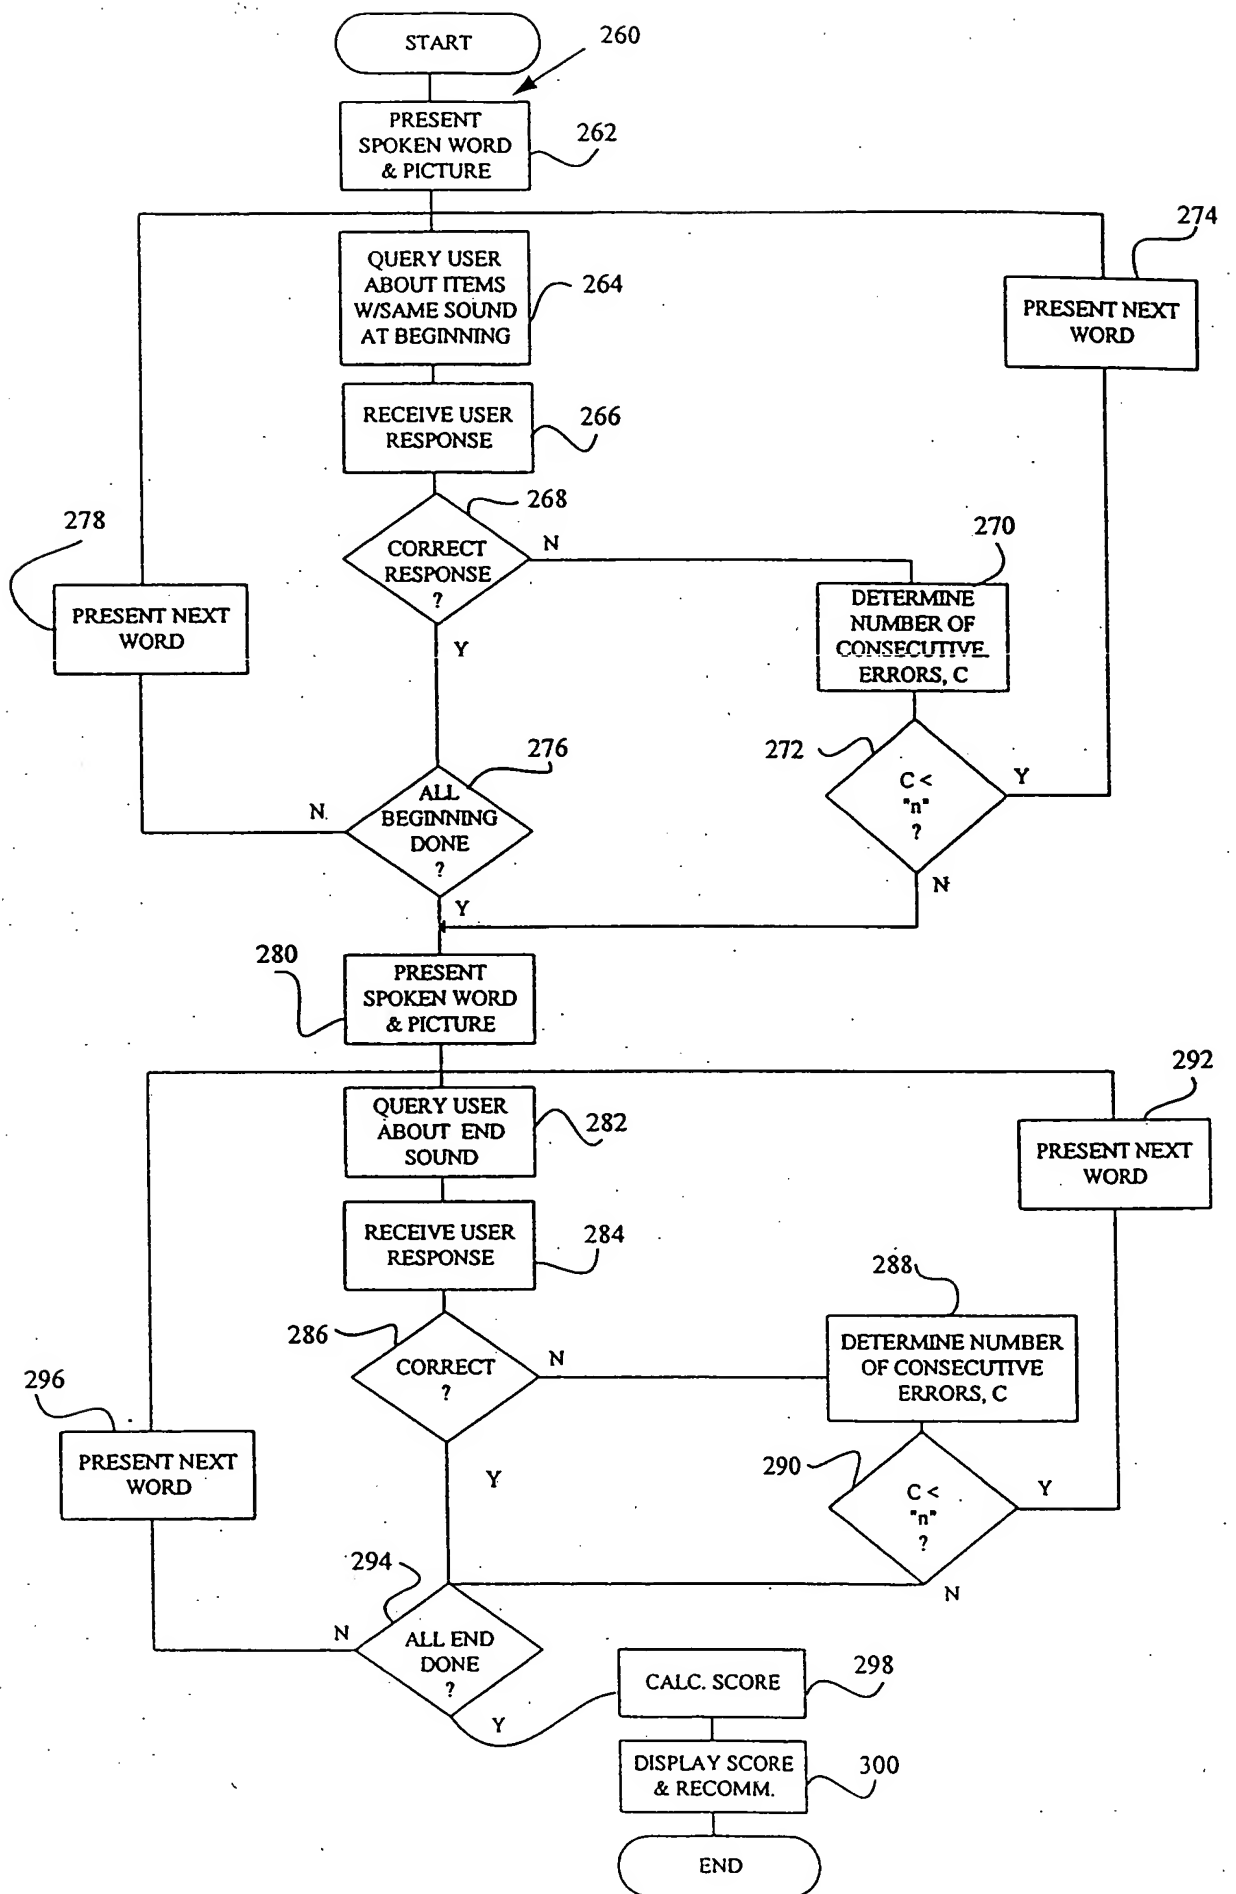 START
260
PRESENT
SPOKEN WORD
& PICTURE
262
274
QUERY USER
ABOUT ITEMS
W/SAME SOUND
AT BEGINNING
264
PRESENT NEXT
WORD
RECEIVE USER
RESPONSE
266
268
CORRECT
RESPONSE
?
N
Y
278
PRESENT NEXT
WORD
270
DETERMINE
NUMBER OF
CONSECUTIVE
ERRORS, C
272
C <
"n"
?
Y
N
276
ALL
BEGINNING
DONE
?
N
Y
280
PRESENT
SPOKEN WORD
& PICTURE
292
QUERY USER
ABOUT END
SOUND
282
PRESENT NEXT
WORD
RECEIVE USER
RESPONSE
284
286
CORRECT
?
N
Y
288
DETERMINE NUMBER
OF CONSECUTIVE
ERRORS, C
296
PRESENT NEXT
WORD
290
C <
"n"
?
Y
N
294
ALL END
DONE
?
N
Y
CALC. SCORE
298
DISPLAY SCORE
& RECOMM.
300
END